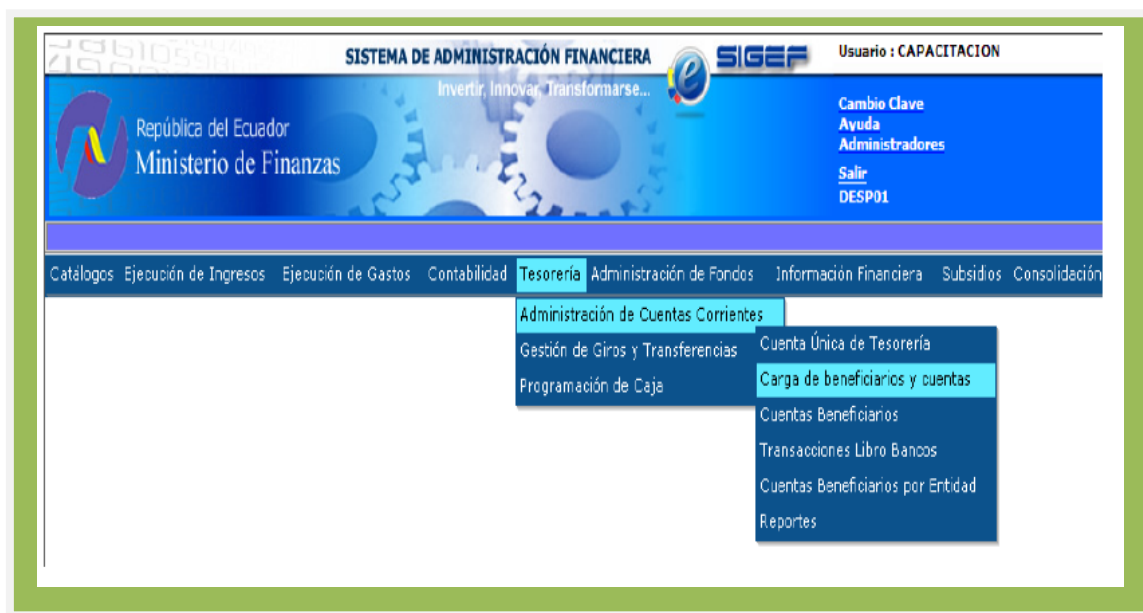 SISTEMA DE ADMINISTRACIÓN FINANCIERA
e SIGEF
Usuario : CAPACITACION
Invertir, Innovar, Transformarse...
República del Ecuador
Ministerio de Finanzas
Cambio Clave
Ayuda
Administradores
Salir
DESP01
Catálogos Ejecución de Ingresos Ejecución de Gastos Contabilidad Tesorería Administración de Fondos Información Financiera Subsidios Consolidación
Administración de Cuentas Corrientes
Gestión de Giros y Transferencias
Programación de Caja
Cuenta Única de Tesorería
Carga de beneficiarios y cuentas
Cuentas Beneficiarios
Transacciones Libro Bancos
Cuentas Beneficiarios por Entidad
Reportes